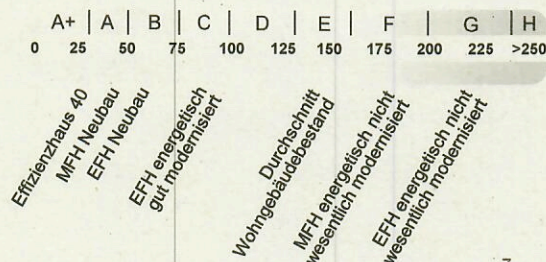 A+ | A | B | C | D | E | F | G | H
0 25 50 75 100 125 150 175 200 225 >250
Effizienzhaus 40
MFH Neubau
EFH Neubau
EFH energetisch
gut modernisiert
Durchschnitt
Wohngebäudebestand
MFH energetisch nicht
wesentlich modernisiert
EFH energetisch nicht
wesentlich modernisiert